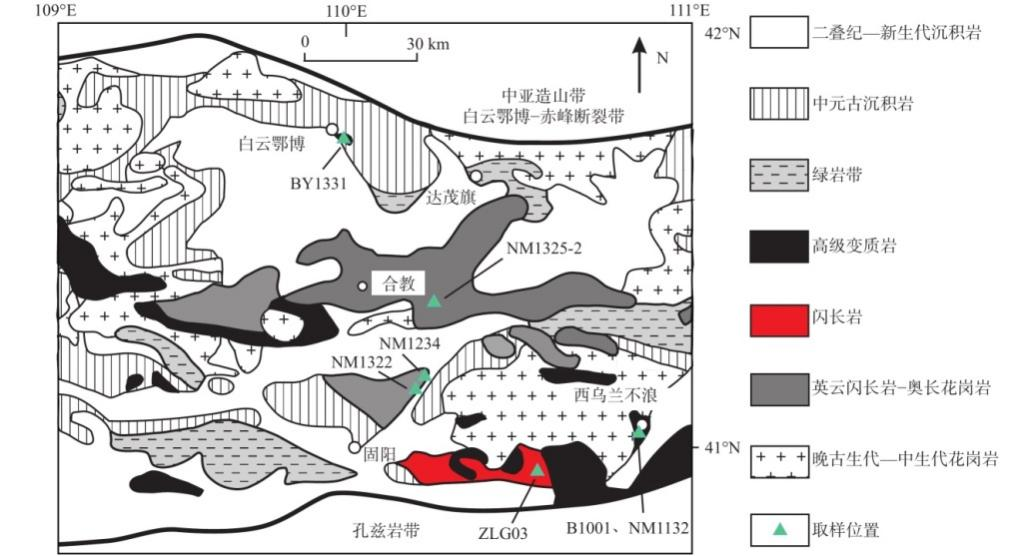 109°E
110°E
111°E
0 30 km
N
42°N
中亚造山带
白云鄂博-赤峰断裂带
白云鄂博
BY1331
达茂旗
NM1325-2
合教
NM1234
NM1322
西乌兰不浪
41°N
固阳
孔兹岩带
ZLG03
B1001、NM1132
二叠纪—新生代沉积岩
中元古沉积岩
绿岩带
高级变质岩
闪长岩
英云闪长岩-奥长花岗岩
晚古生代—中生代花岗岩
取样位置